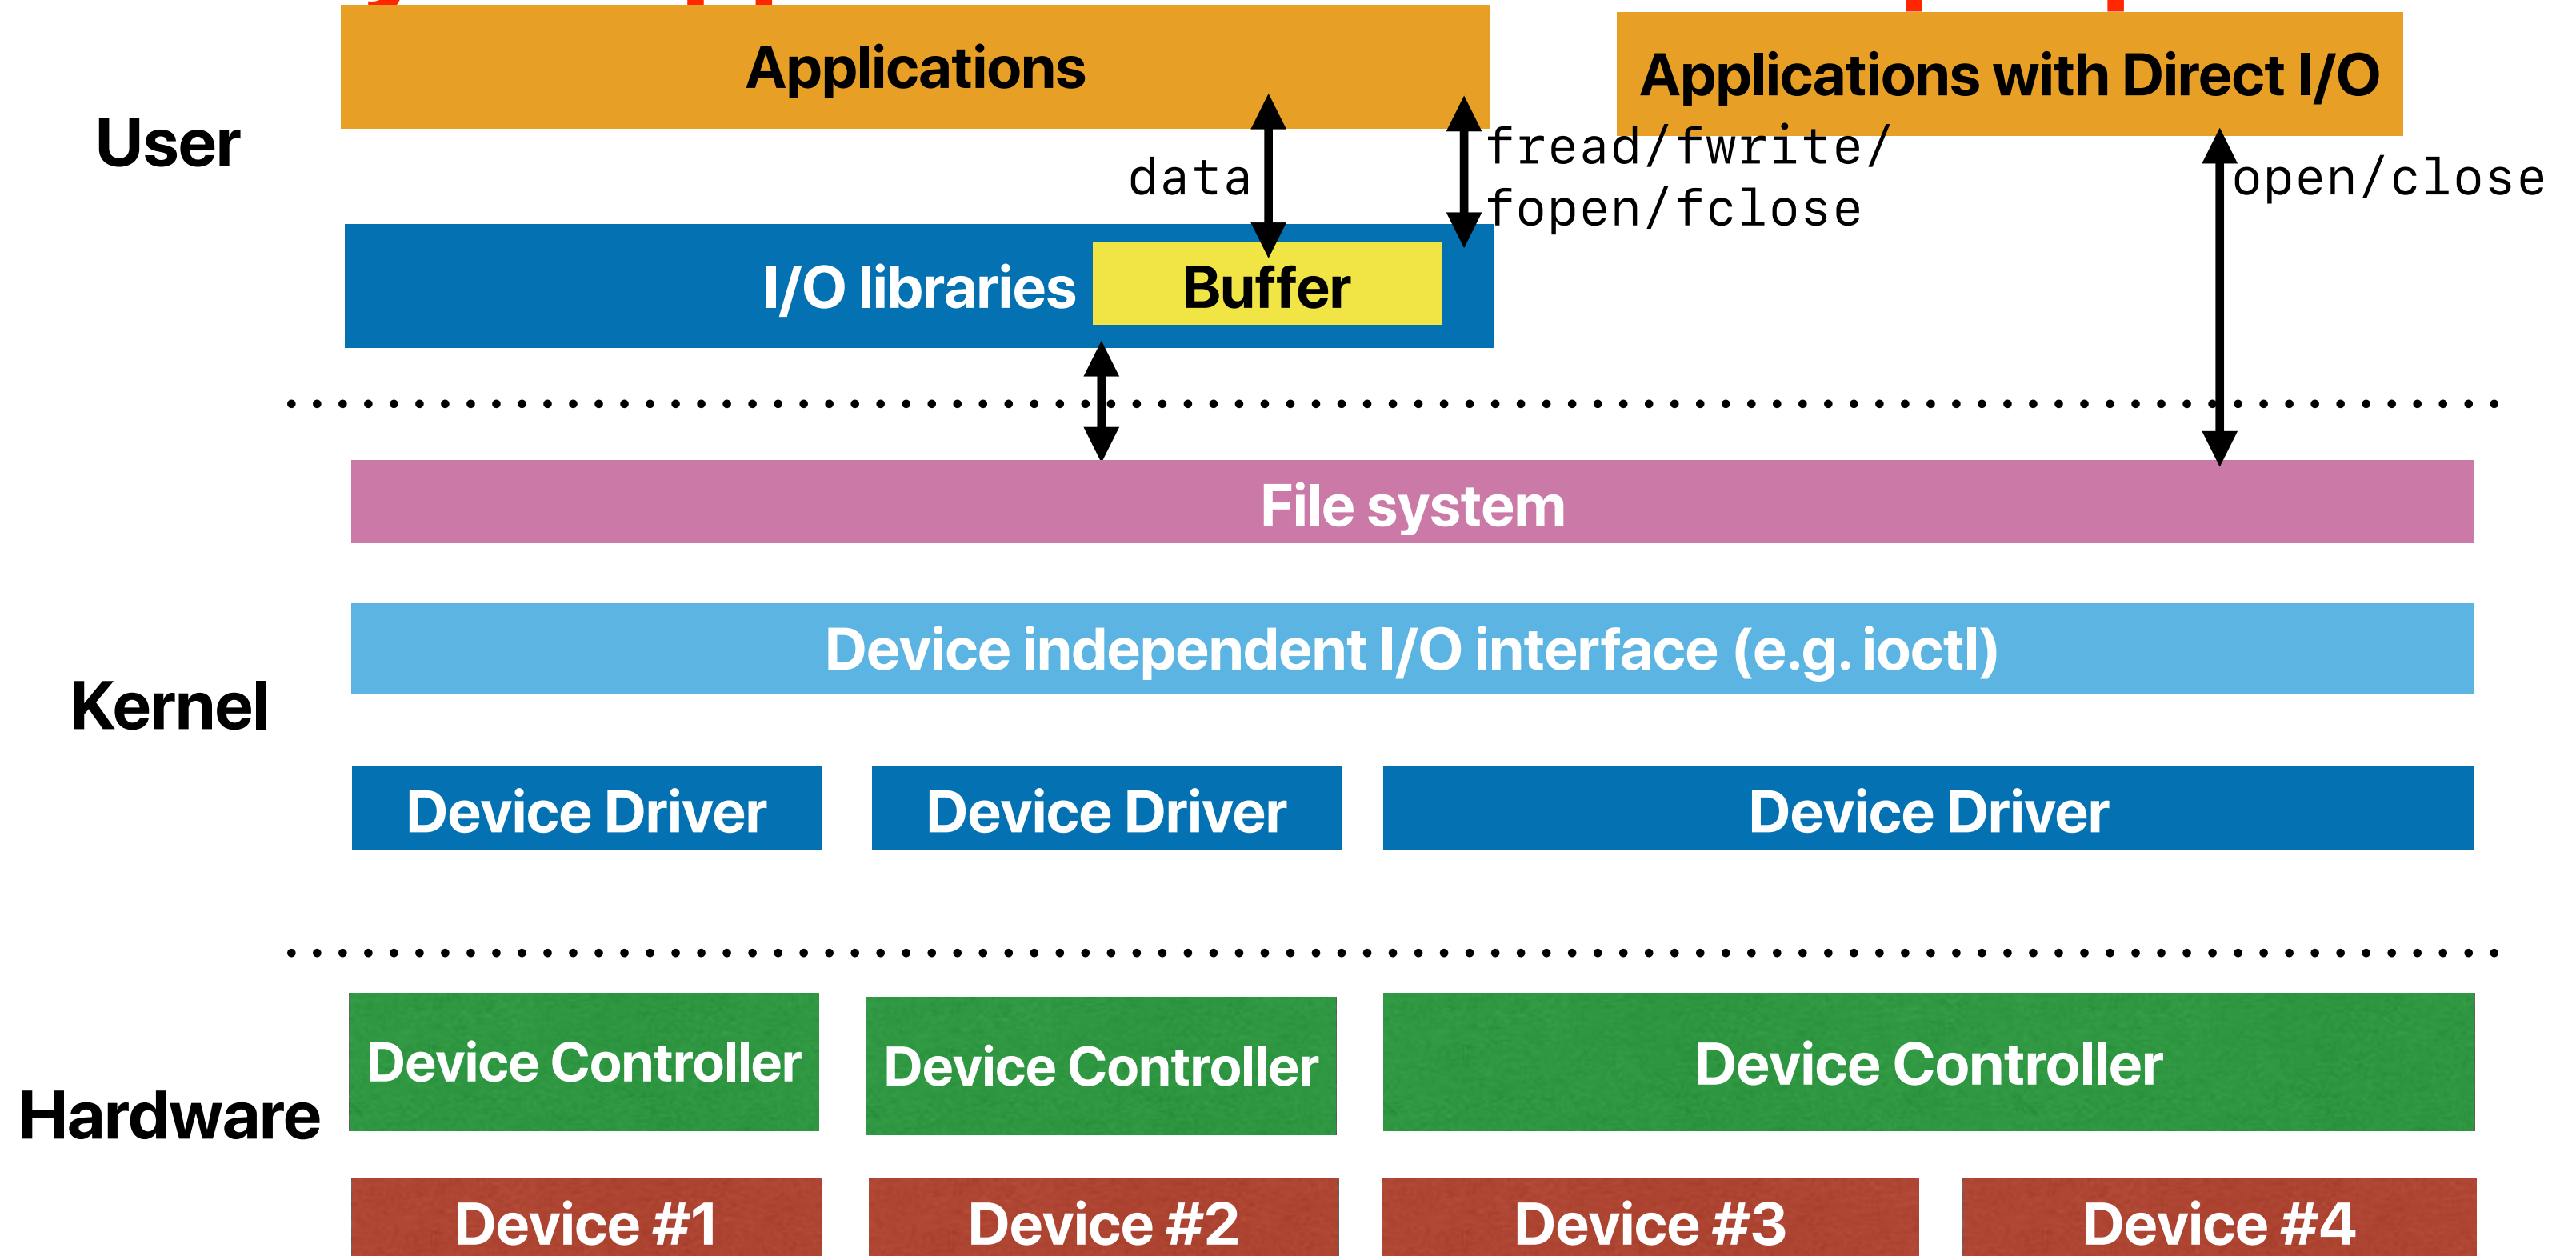 Applications
Applications with Direct I/O
User
data
fread/fwrite/
fopen/fclose
open/close
I/O libraries
Buffer
File system
Device independent I/O interface (e.g. ioctl)
Kernel
Device Driver
Device Driver
Device Driver
Device Controller
Device Controller
Device Controller
Hardware
Device #1
Device #2
Device #3
Device #4